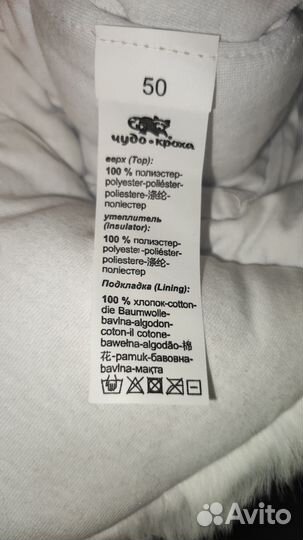 50
чудо-кроха
верх (Top):
100 % полиэстер-
polyester-poliéster-
poliestere-涤纶-
поліестер
утеплитель
(Insulator):
100 % полиэстер-
polyester-poliéster-
poliestere-涤纶-
поліестер
Подкладка (Lining):
100 % хлопок-cotton-
die Baumwolle-
bavlna-algodon-
coton-il cotone-
bawełna-algodão-棉
花-pamuk-бавовна-
bavlna-мақта
Avito